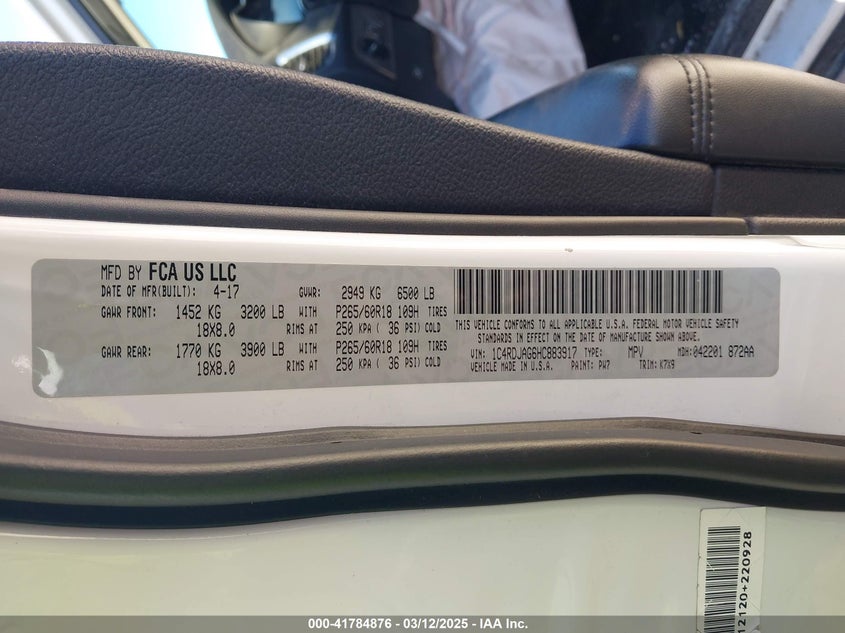 MFD BY FCA US LLC
DATE OF MFR(BUILT): 4-17 GVWR: 2949 KG 6500 LB
GAWR FRONT: 1452 KG 3200 LB WITH P265/60R18 109H TIRES
18X8.0 RIMS AT 250 KPA ( 36 PSI) COLD
GAWR REAR: 1770 KG 3900 LB WITH P265/60R18 109H TIRES
18X8.0 RIMS AT 250 KPA ( 36 PSI) COLD
THIS VEHICLE CONFORMS TO ALL APPLICABLE U.S.A. FEDERAL MOTOR VEHICLE SAFETY
STANDARDS IN EFFECT ON THE DATE OF MANUFACTURE SHOWN ABOVE.
VIN: 1C4RDJAG6HC883917 TYPE: MPV MDH: 042201 872AA
VEHICLE MADE IN U.S.A. PAINT: PW7 TRIM: K7X9
12120+220928
000-41784876 - 03/12/2025 - IAA Inc.